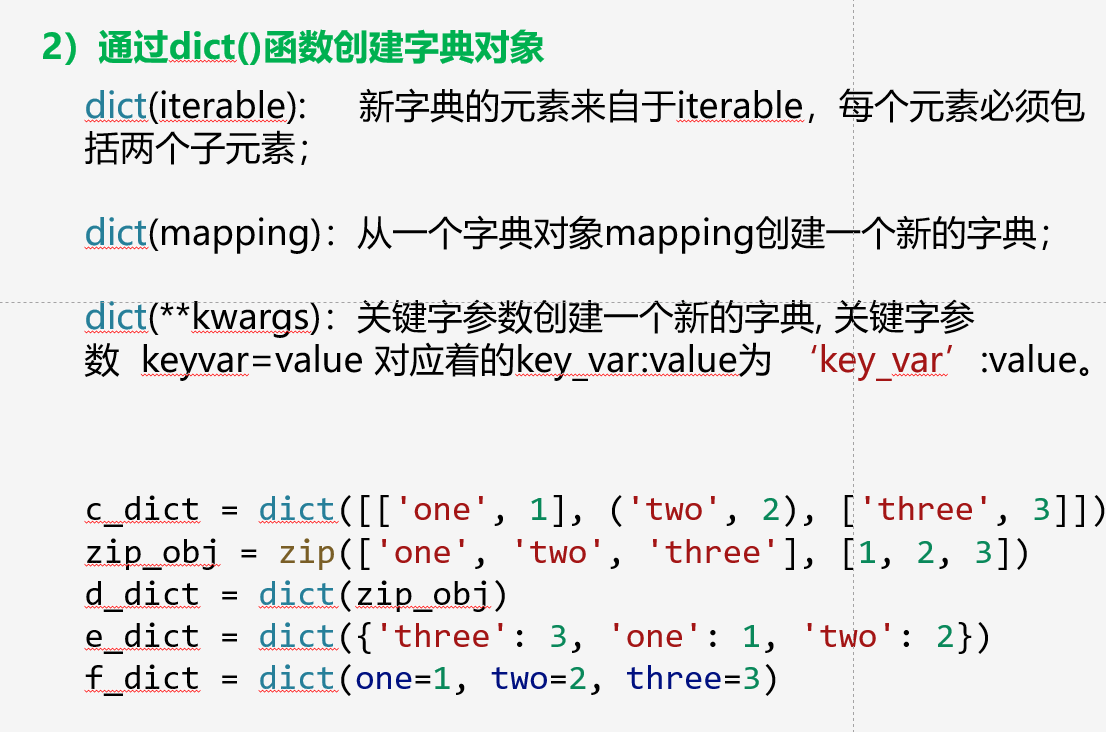 2）通过dict()函数创建字典对象
dict(iterable):    新字典的元素来自于iterable，每个元素必须包
括两个子元素；
dict(mapping)：从一个字典对象mapping创建一个新的字典；
dict(**kwargs)：关键字参数创建一个新的字典, 关键字参
数  keyvar=value 对应着的key_var:value为  ‘key_var’  :value。
c_dict = dict([['one', 1], ('two', 2), ['three', 3]])
zip_obj = zip(['one', 'two', 'three'], [1, 2, 3])
d_dict = dict(zip_obj)
e_dict = dict({'three': 3, 'one': 1, 'two': 2})
f_dict = dict(one=1, two=2, three=3)